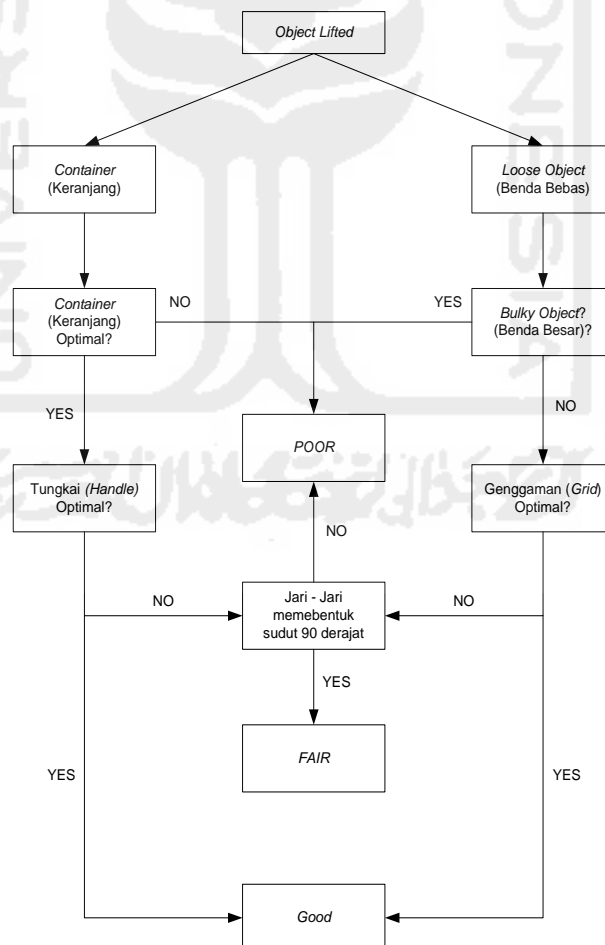 Object Lifted
Container
(Keranjang)
Loose Object
(Benda Bebas)
Container
(Keranjang)
Optimal?
NO
YES
Bulky Object?
(Benda Besar)?
YES
NO
POOR
Tungkai (Handle)
Optimal?
Genggaman (Grid)
Optimal?
NO
NO
Jari - Jari
memebentuk
sudut 90 derajat
NO
YES
FAIR
YES
YES
Good